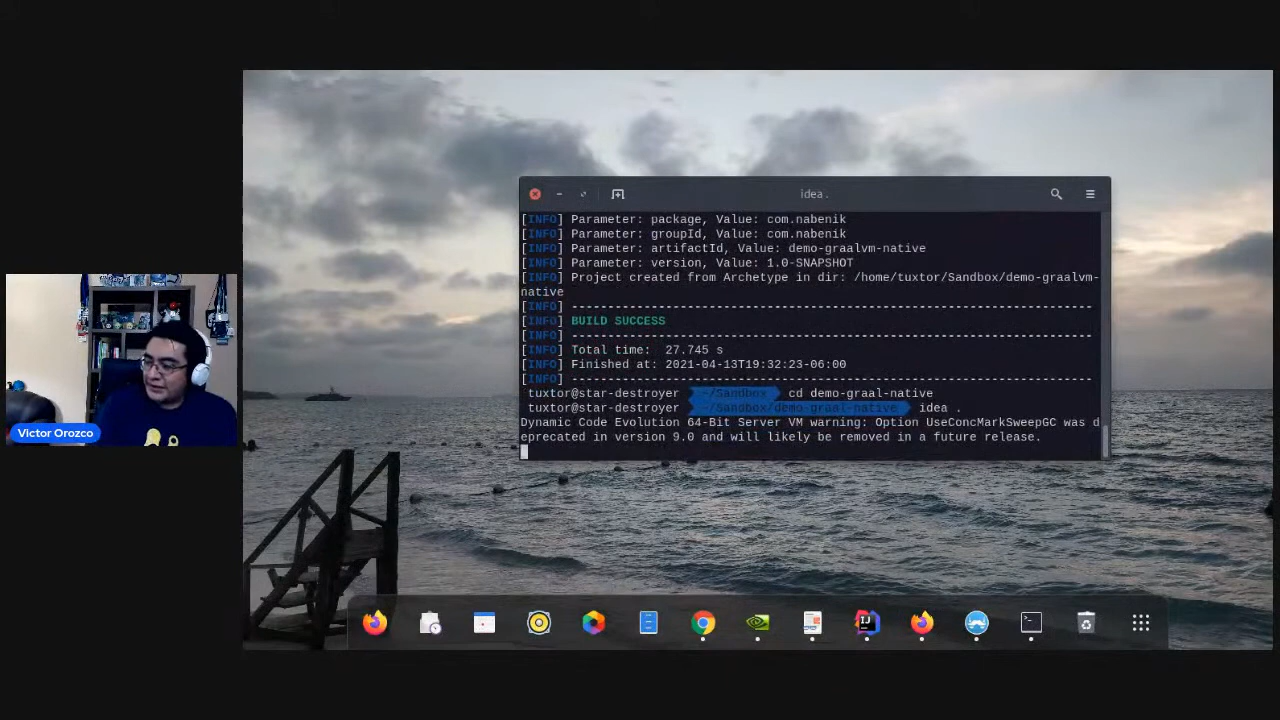 idea .
[INFO] Parameter: package, Value: com.nabenik
[INFO] Parameter: groupId, Value: com.nabenik
[INFO] Parameter: artifactId, Value: demo-graalvm-native
[INFO] Parameter: version, Value: 1.0-SNAPSHOT
[INFO] Project created from Archetype in dir: /home/tuxtor/Sandbox/demo-graalvm-
native
[INFO] ------------------------------------------------------------------------
[INFO] BUILD SUCCESS
[INFO] ------------------------------------------------------------------------
[INFO] Total time:  27.745 s
[INFO] Finished at: 2021-04-13T19:32:23-06:00
[INFO] ------------------------------------------------------------------------
tuxtor@star-destroyer ~/Sandbox cd demo-graal-native
tuxtor@star-destroyer ~/Sandbox/demo-graal-native idea .
Dynamic Code Evolution 64-Bit Server VM warning: Option UseConcMarkSweepGC was d
eprecated in version 9.0 and will likely be removed in a future release.
Victor Orozco
IJ